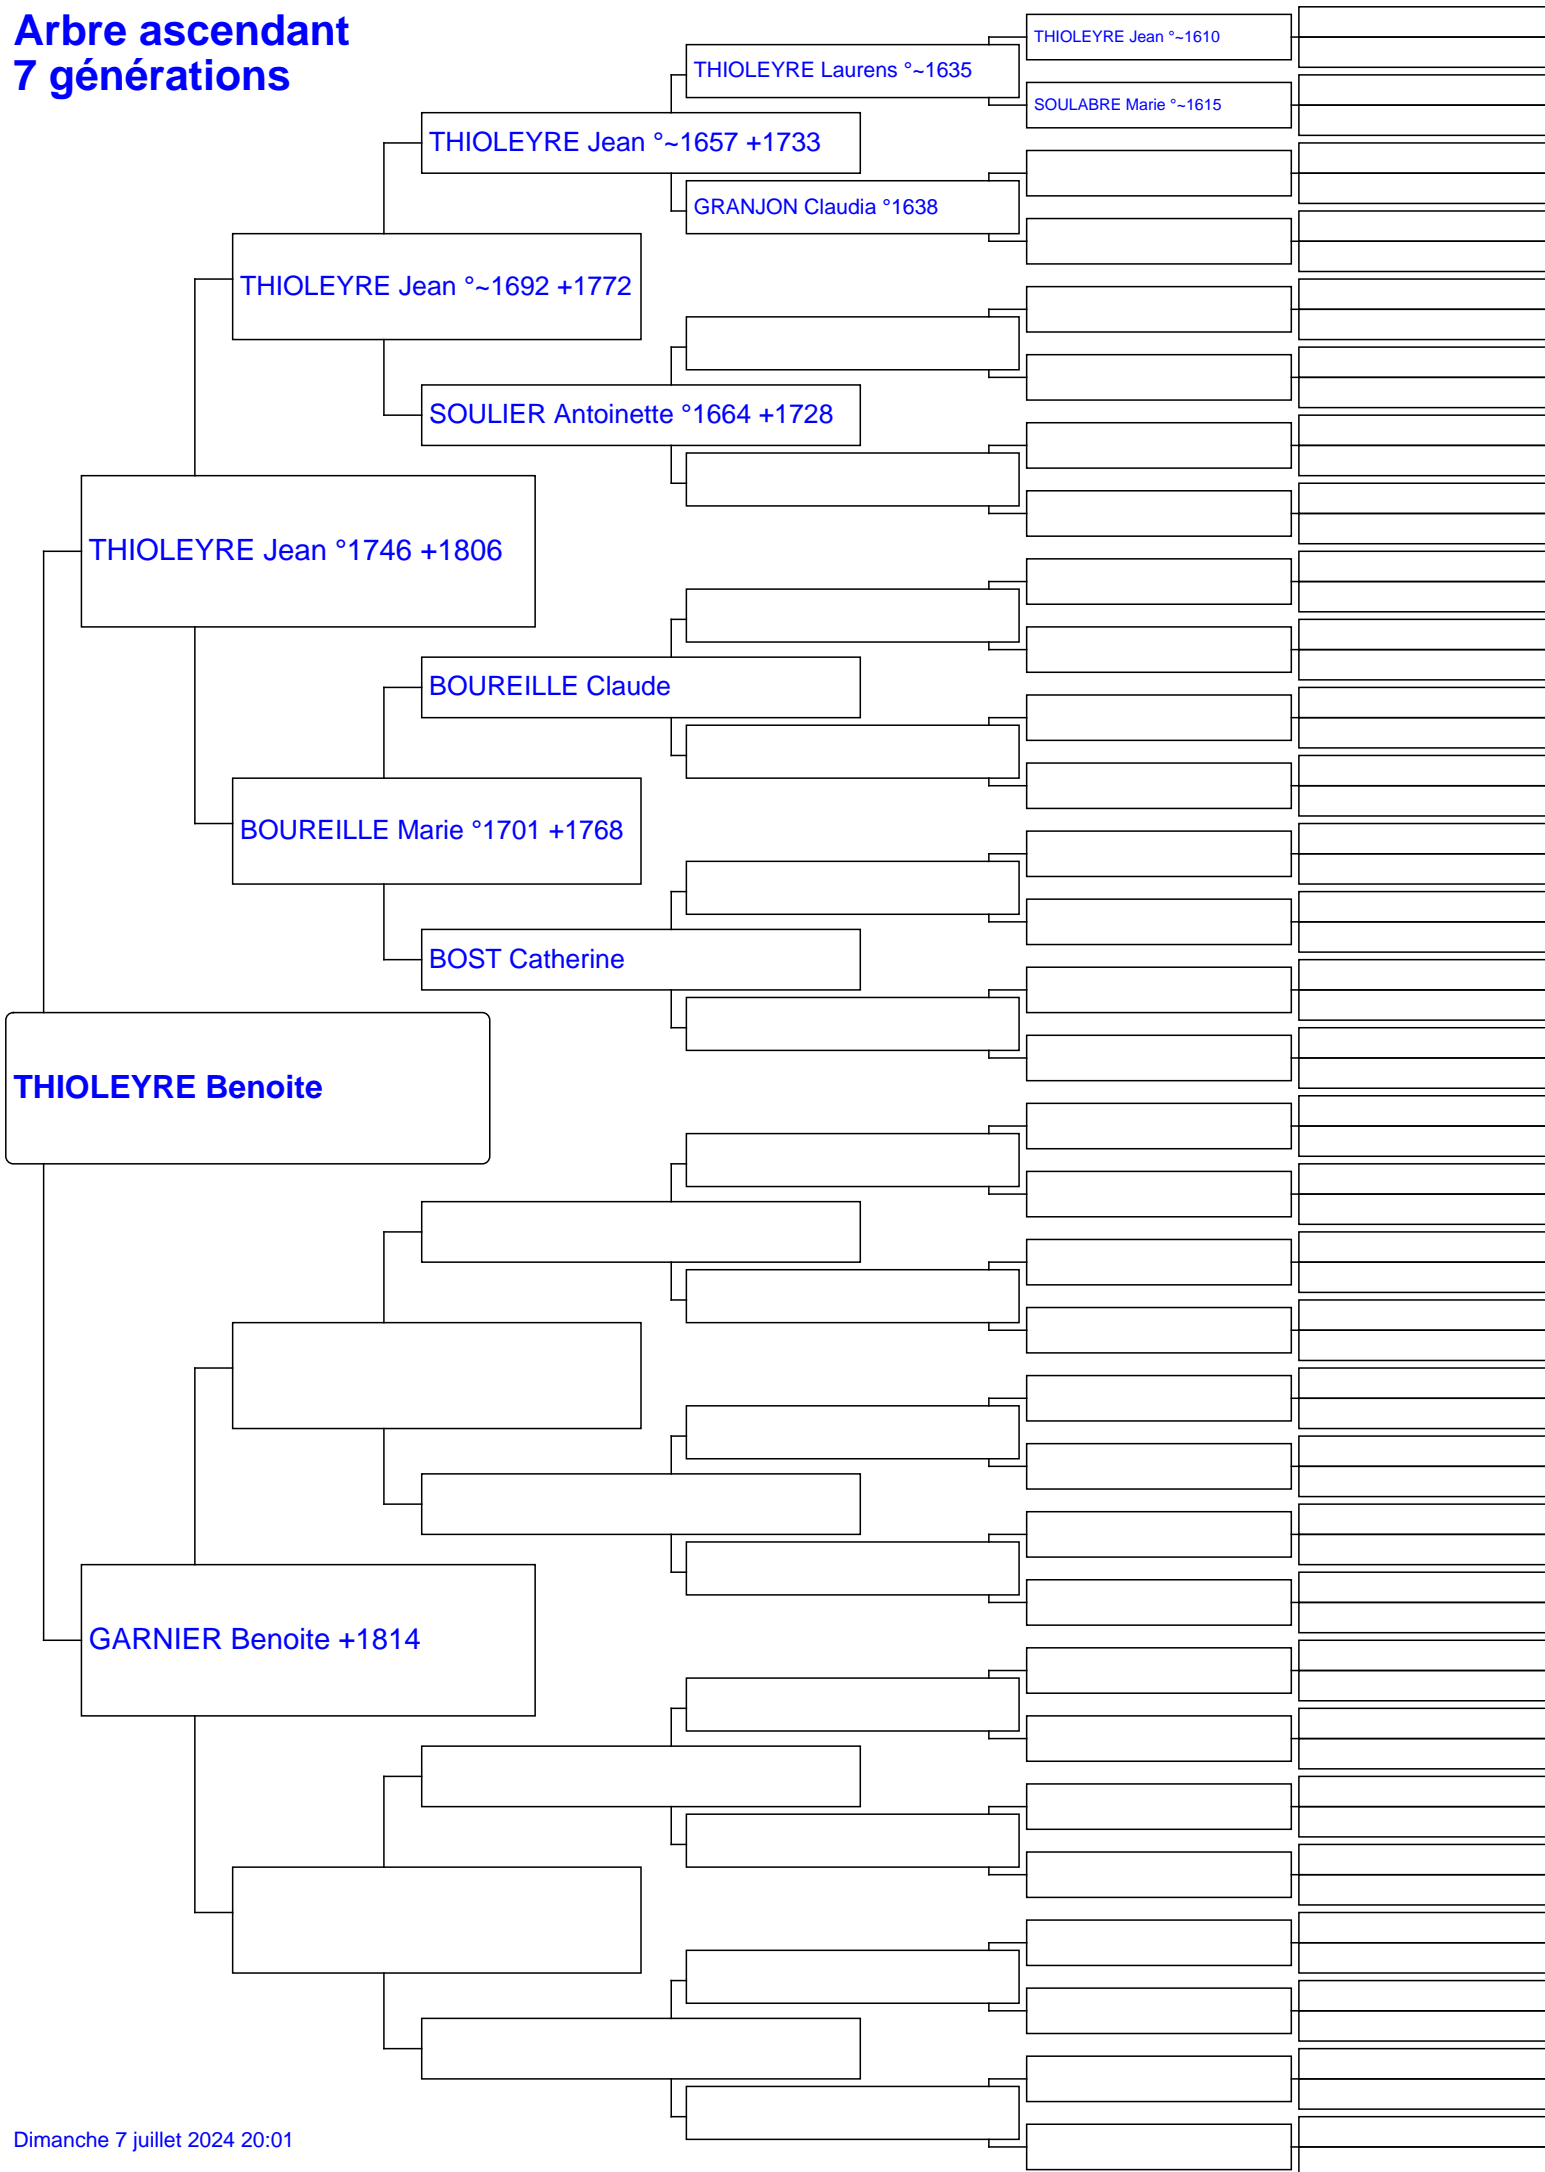 Arbre ascendant
7 générations
THIOLEYRE Jean °~1610
THIOLEYRE Laurens °~1635
SOULABRE Marie °~1615
THIOLEYRE Jean °~1657 +1733
GRANJON Claudia °1638
THIOLEYRE Jean °~1692 +1772
SOULIER Antoinette °1664 +1728
THIOLEYRE Jean °1746 +1806
BOUREILLE Claude
BOUREILLE Marie °1701 +1768
BOST Catherine
THIOLEYRE Benoite
GARNIER Benoite +1814
Dimanche 7 juillet 2024 20:01